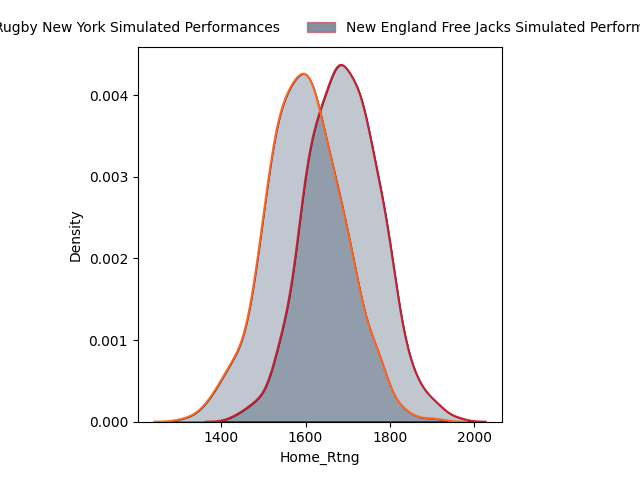 Rugby New York Simulated Performances New England Free Jacks Simulated Perform
0.004
0.003
0.002
0.001
0.000
Density
1400 1600 1800 2000
Home_Rtng